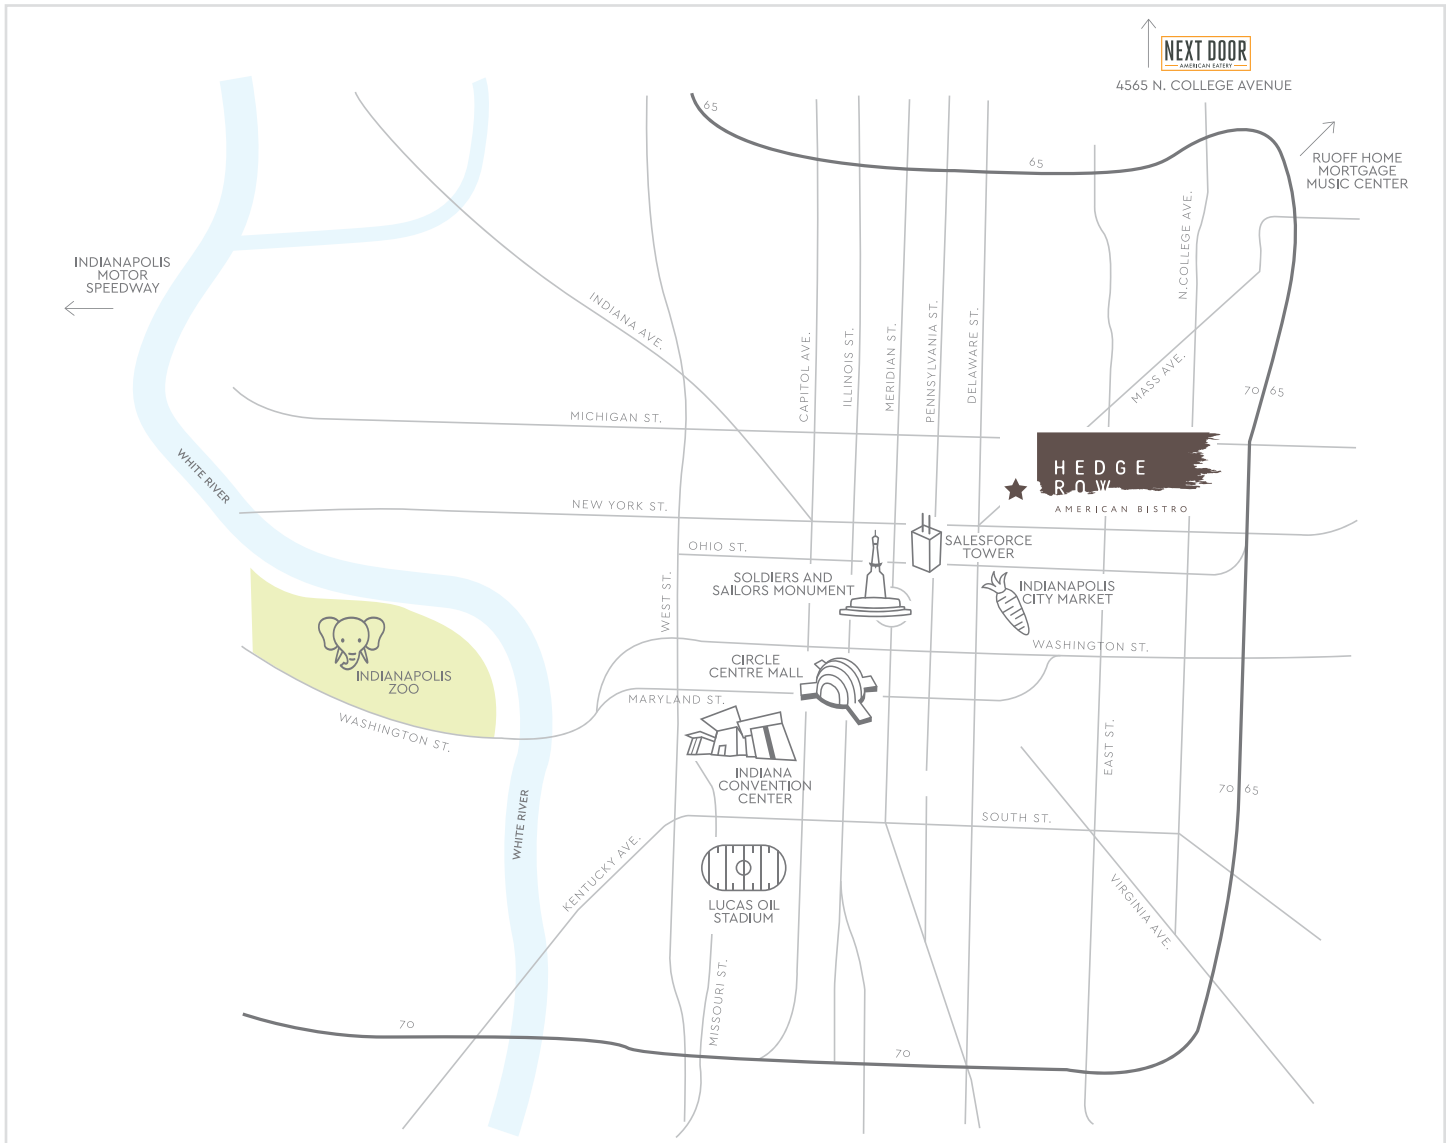 NEXT DOOR
AMERICAN EATERY
4565 N. COLLEGE AVENUE
65
65
RUOFF HOME
MORTGAGE
MUSIC CENTER
INDIANAPOLIS
MOTOR
SPEEDWAY
N.COLLEGE AVE.
INDIANA AVE.
CAPITOL AVE.
ILLINOIS ST.
MERIDIAN ST.
PENNSYLVANIA ST.
DELAWARE ST.
MASS AVE.
70 65
MICHIGAN ST.
HEDGE
ROW
AMERICAN BISTRO
WHITE RIVER
NEW YORK ST.
OHIO ST.
SALESFORCE
TOWER
SOLDIERS AND
SAILORS MONUMENT
INDIANAPOLIS
CITY MARKET
WEST ST.
WASHINGTON ST.
CIRCLE
CENTRE MALL
INDIANAPOLIS
ZOO
MARYLAND ST.
WASHINGTON ST.
EAST ST.
INDIANA
CONVENTION
CENTER
70 65
WHITE RIVER
SOUTH ST.
KENTUCKY AVE.
LUCAS OIL
STADIUM
VIRGINIA AVE.
MISSOURI ST.
70
70